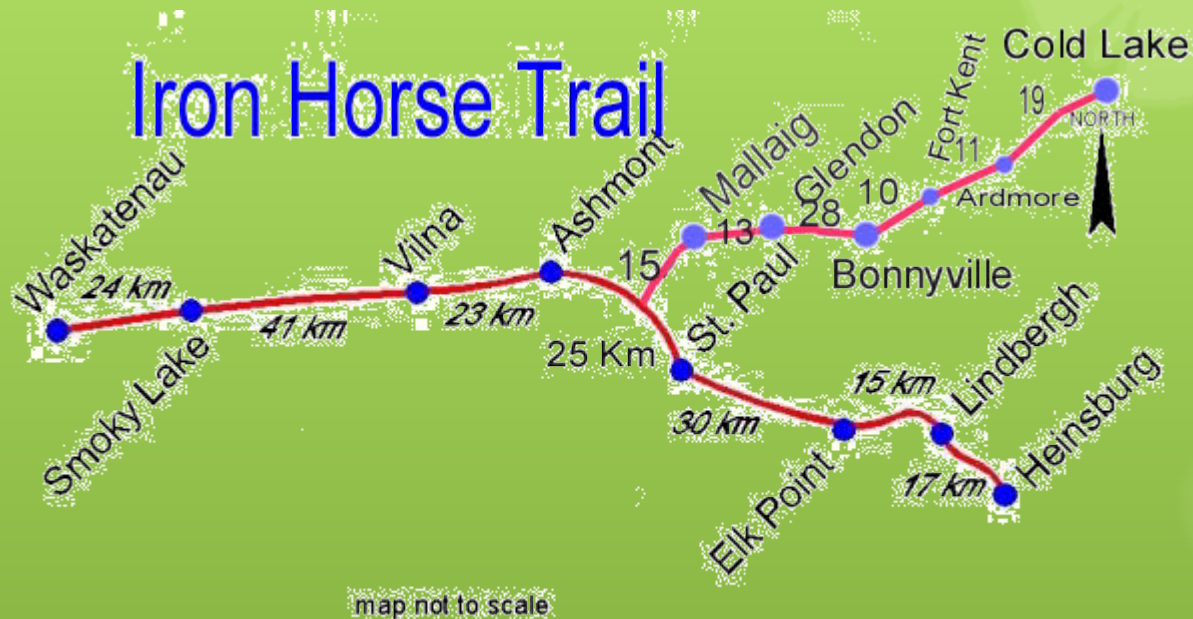 Iron Horse Trail
Cold Lake
NORTH
19
Fort Kent
11
Ardmore
10
Glendon
28
Mallaig
13
15
Bonnyville
Waskatenau
24 km
Smoky Lake
41 km
Vilna
23 km
Ashmont
25 Km
St. Paul
30 km
Elk Point
15 km
Lindbergh
17 km
Heinsburg
map not to scale